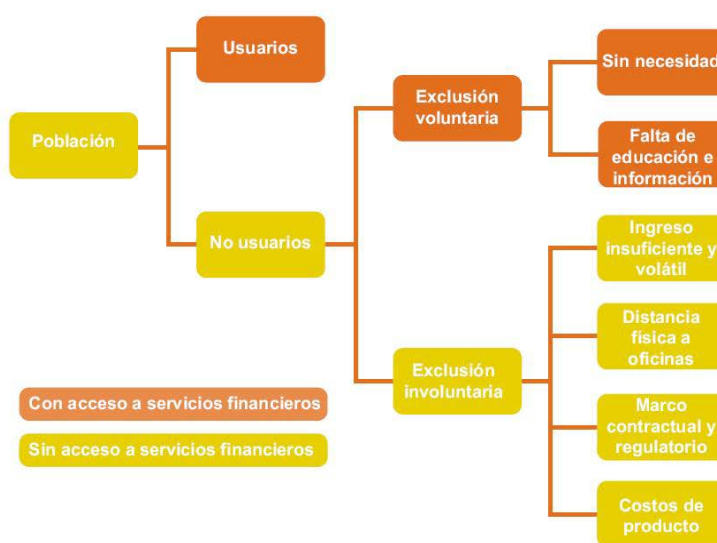 Población
Usuarios
No usuarios
Exclusión
voluntaria
Exclusión
involuntaria
Sin necesidad
Falta de
educación e
información
Ingreso
insuficiente y
volátil
Distancia
física a
oficinas
Marco
contractual y
regulatorio
Costos de
producto
Con acceso a servicios financieros
Sin acceso a servicios financieros